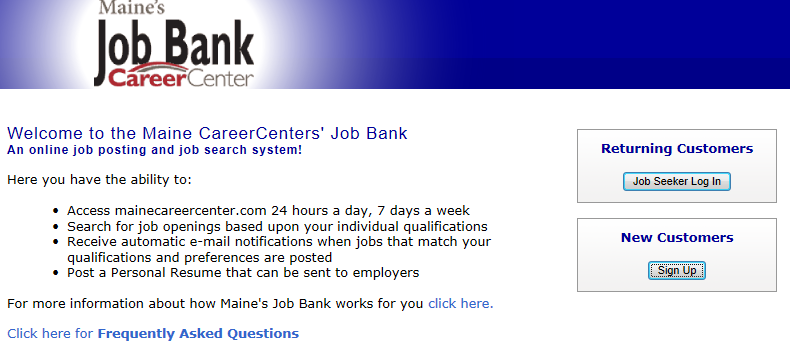 Maine's
Job Bank
CareerCenter
Welcome to the Maine CareerCenters' Job Bank
An online job posting and job search system!
Here you have the ability to:
• Access mainecareercenter.com 24 hours a day, 7 days a week
• Search for job openings based upon your individual qualifications
• Receive automatic e-mail notifications when jobs that match your
qualifications and preferences are posted
• Post a Personal Resume that can be sent to employers
For more information about how Maine's Job Bank works for you click here.
Click here for Frequently Asked Questions
Returning Customers
Job Seeker Log In
New Customers
Sign Up